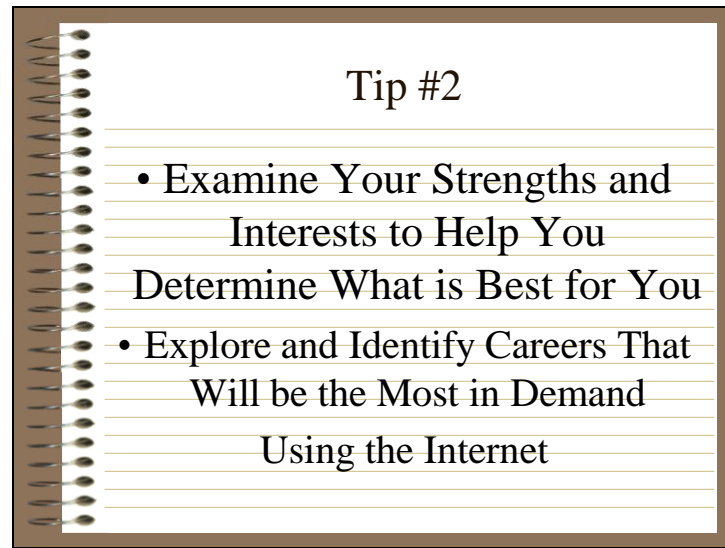 Tip #2
• Examine Your Strengths and
Interests to Help You
Determine What is Best for You
• Explore and Identify Careers That
Will be the Most in Demand
Using the Internet